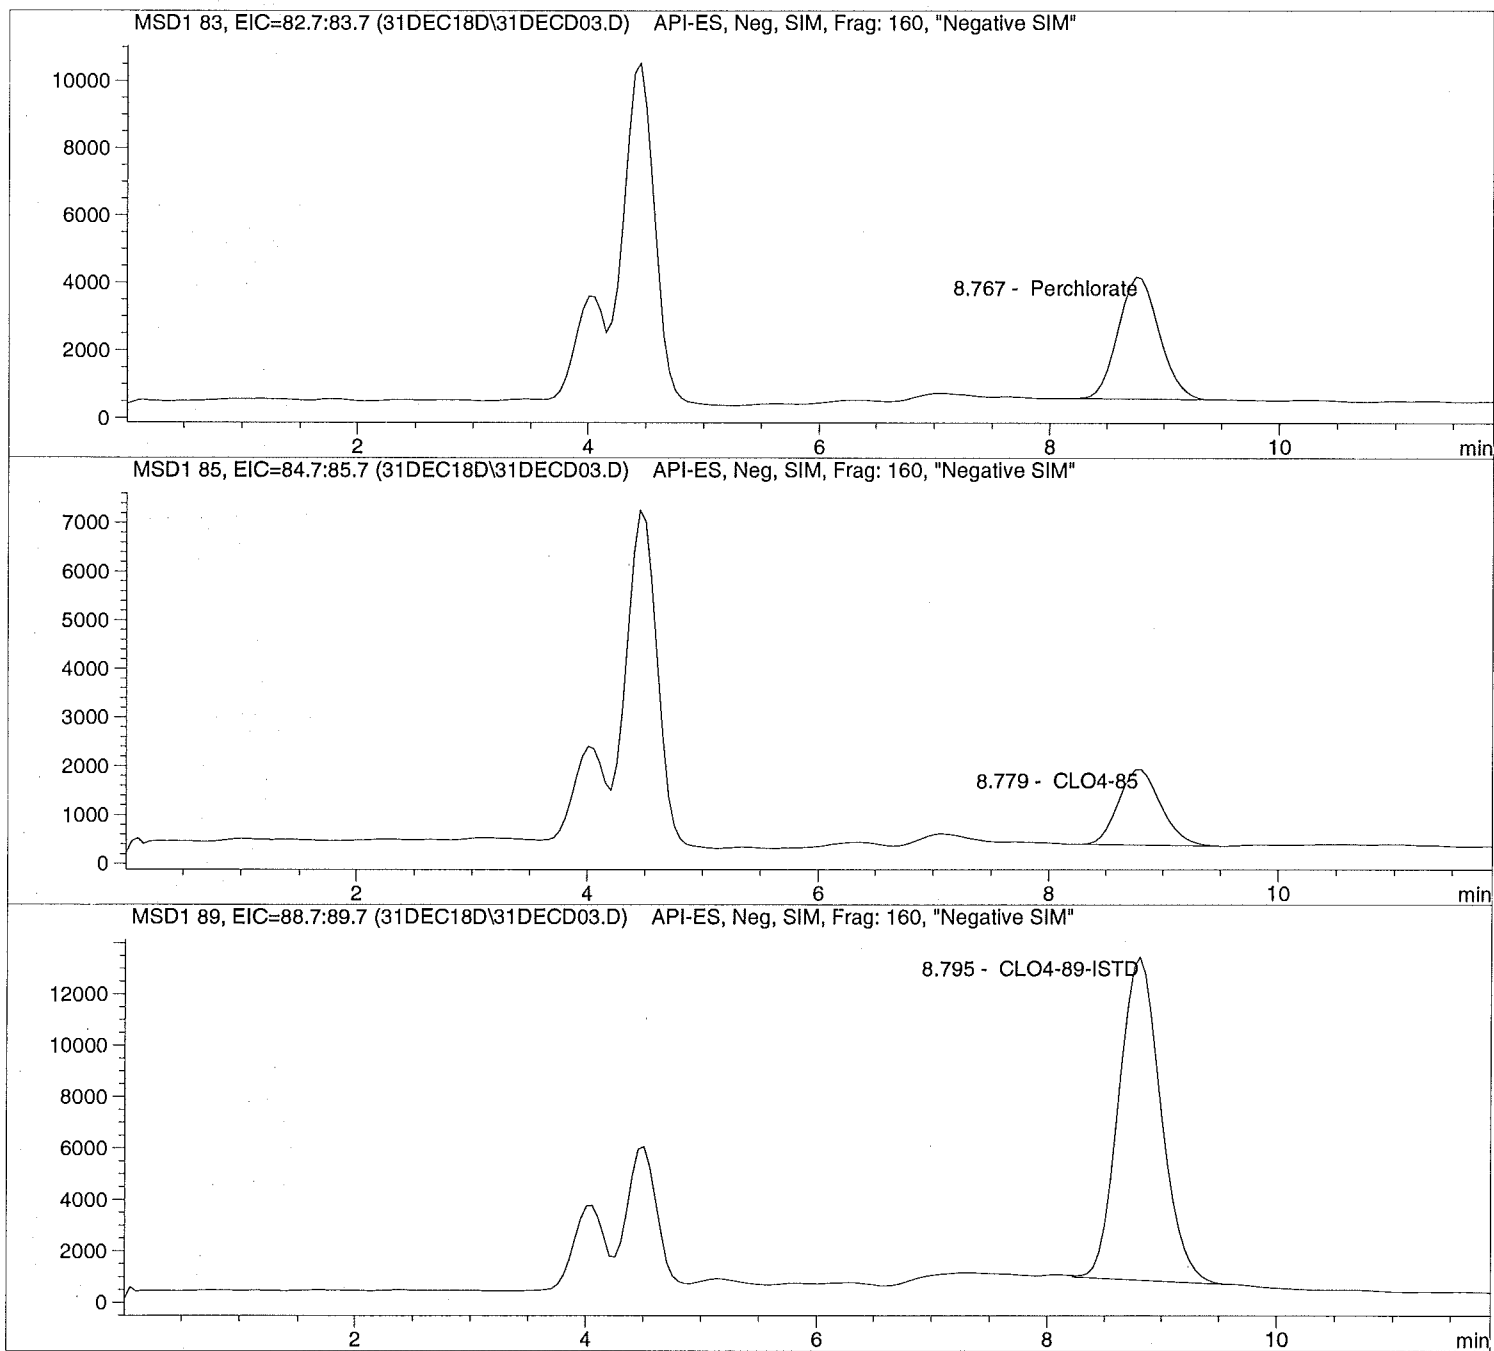 MSD1 83, EIC=82.7:83.7 (31DEC18D\31DECD03.D) API-ES, Neg, SIM, Frag: 160, "Negative SIM"
10000
8000
6000
4000
2000
0
8.767 - Perchlorate
2 4 6 8 10 min
MSD1 85, EIC=84.7:85.7 (31DEC18D\31DECD03.D) API-ES, Neg, SIM, Frag: 160, "Negative SIM"
7000
6000
5000
4000
3000
2000
1000
0
8.779 - CLO4-85
2 4 6 8 10 min
MSD1 89, EIC=88.7:89.7 (31DEC18D\31DECD03.D) API-ES, Neg, SIM, Frag: 160, "Negative SIM"
8.795 - CLO4-89-ISTD
12000
10000
8000
6000
4000
2000
0
2 4 6 8 10 min